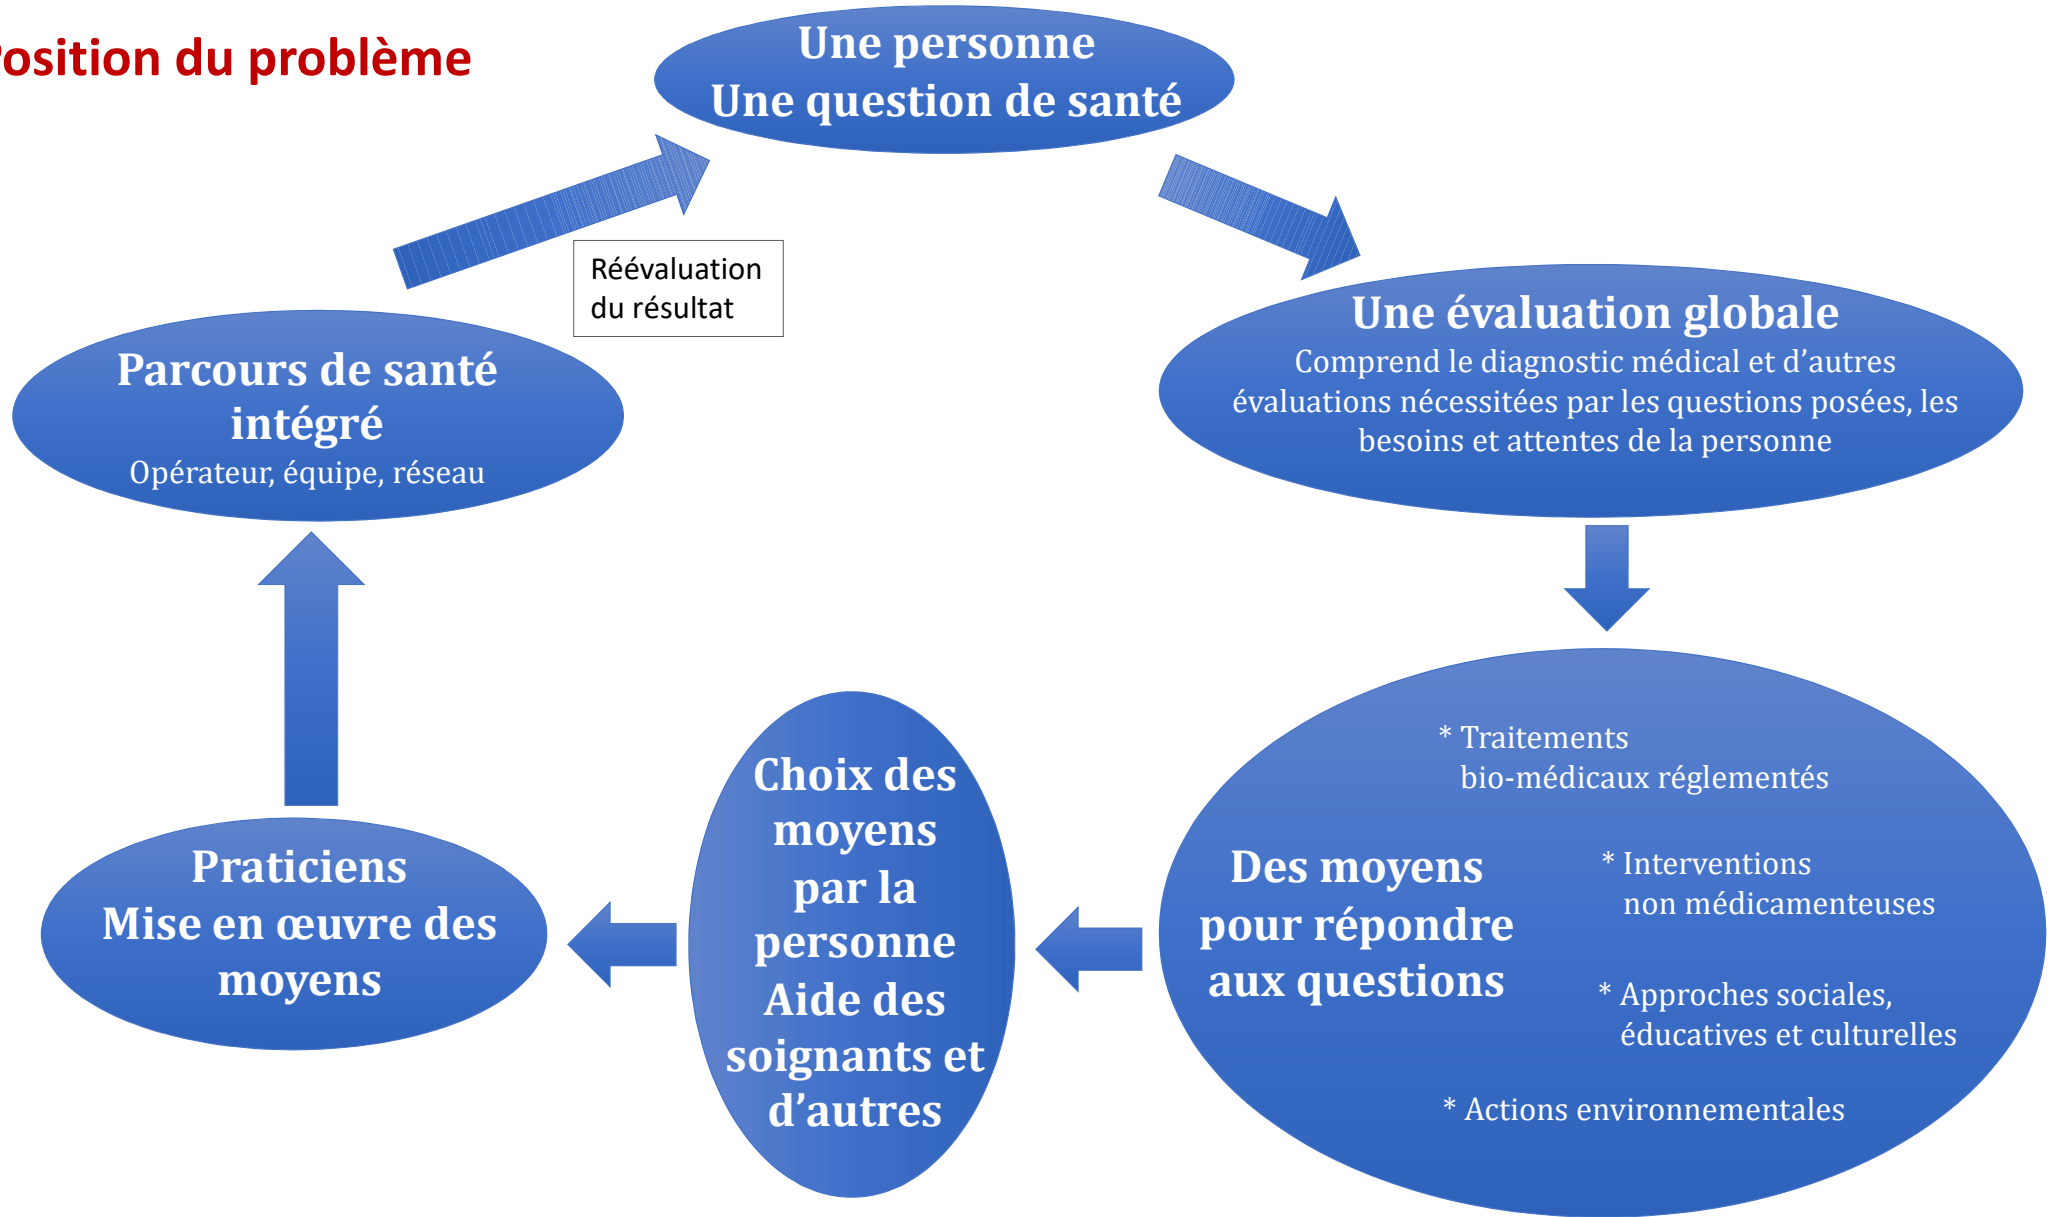 osition du problème
Une personne
Une question de santé
Réévaluation
du résultat
Une évaluation globale
Comprend le diagnostic médical et d’autres
évaluations nécessitées par les questions posées, les
besoins et attentes de la personne
Parcours de santé
intégré
Opérateur, équipe, réseau
* Traitements
bio-médicaux réglementés
Des moyens
pour répondre
aux questions
* Interventions
non médicamenteuses
* Approches sociales,
éducatives et culturelles
* Actions environnementales
Choix des
moyens
par la
personne
Aide des
soignants et
d’autres
Praticiens
Mise en œuvre des
moyens